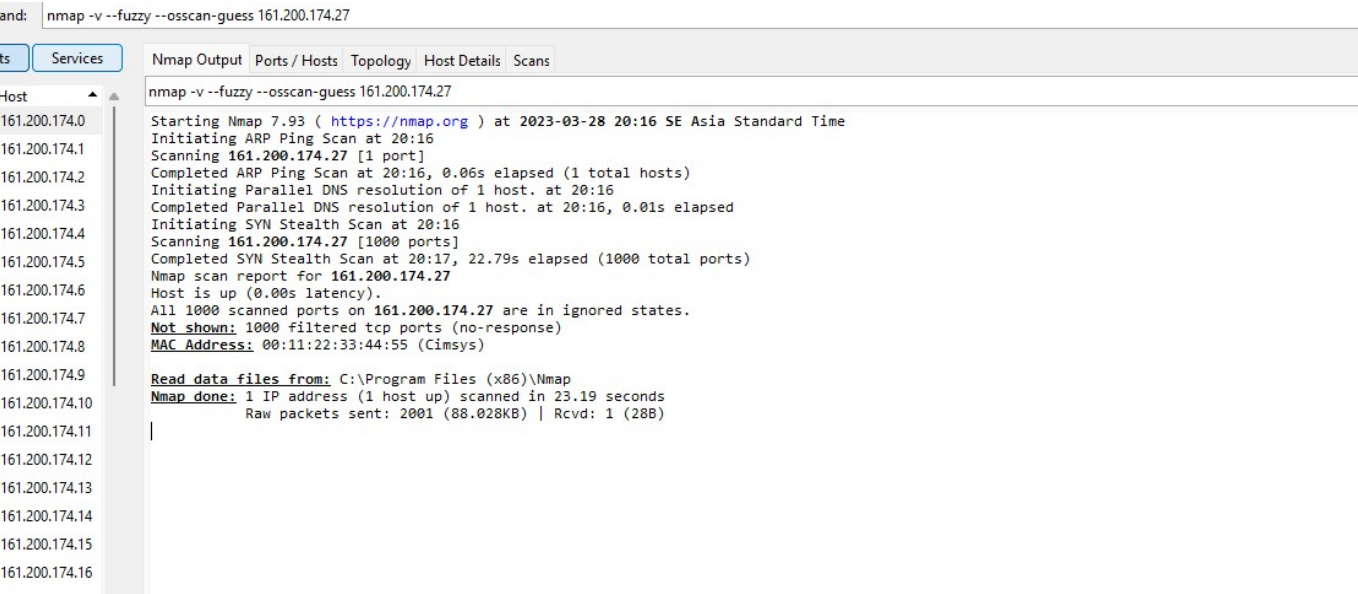 and: nmap -v --fuzzy --osscan-guess 161.200.174.27
ts Services Nmap Output Ports / Hosts Topology Host Details Scans
Host
161.200.174.0
161.200.174.1
161.200.174.2
161.200.174.3
161.200.174.4
161.200.174.5
161.200.174.6
161.200.174.7
161.200.174.8
161.200.174.9
161.200.174.10
161.200.174.11
161.200.174.12
161.200.174.13
161.200.174.14
161.200.174.15
161.200.174.16
nmap -v --fuzzy --osscan-guess 161.200.174.27
Starting Nmap 7.93 ( https://nmap.org ) at 2023-03-28 20:16 SE Asia Standard Time
Initiating ARP Ping Scan at 20:16
Scanning 161.200.174.27 [1 port]
Completed ARP Ping Scan at 20:16, 0.06s elapsed (1 total hosts)
Initiating Parallel DNS resolution of 1 host. at 20:16
Completed Parallel DNS resolution of 1 host. at 20:16, 0.01s elapsed
Initiating SYN Stealth Scan at 20:16
Scanning 161.200.174.27 [1000 ports]
Completed SYN Stealth Scan at 20:17, 22.79s elapsed (1000 total ports)
Nmap scan report for 161.200.174.27
Host is up (0.00s latency).
All 1000 scanned ports on 161.200.174.27 are in ignored states.
Not shown: 1000 filtered tcp ports (no-response)
MAC Address: 00:11:22:33:44:55 (Cimsys)
Read data files from: C:\Program Files (x86)\Nmap
Nmap done: 1 IP address (1 host up) scanned in 23.19 seconds
Raw packets sent: 2001 (88.028KB) | Rcvd: 1 (28B)